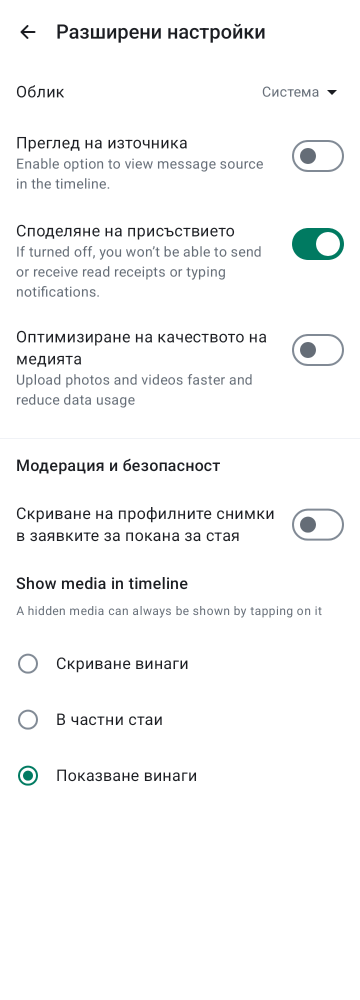 Разширени настройки
Облик
Система
Преглед на източника
Enable option to view message source
in the timeline.
Споделяне на присъствието
If turned off, you won’t be able to send
or receive read receipts or typing
notifications.
Оптимизиране на качеството на
медията
Upload photos and videos faster and
reduce data usage
Модерация и безопасност
Скриване на профилните снимки
в заявките за покана за стая
Show media in timeline
A hidden media can always be shown by tapping on it
Скриване винаги
В частни стаи
Показване винаги